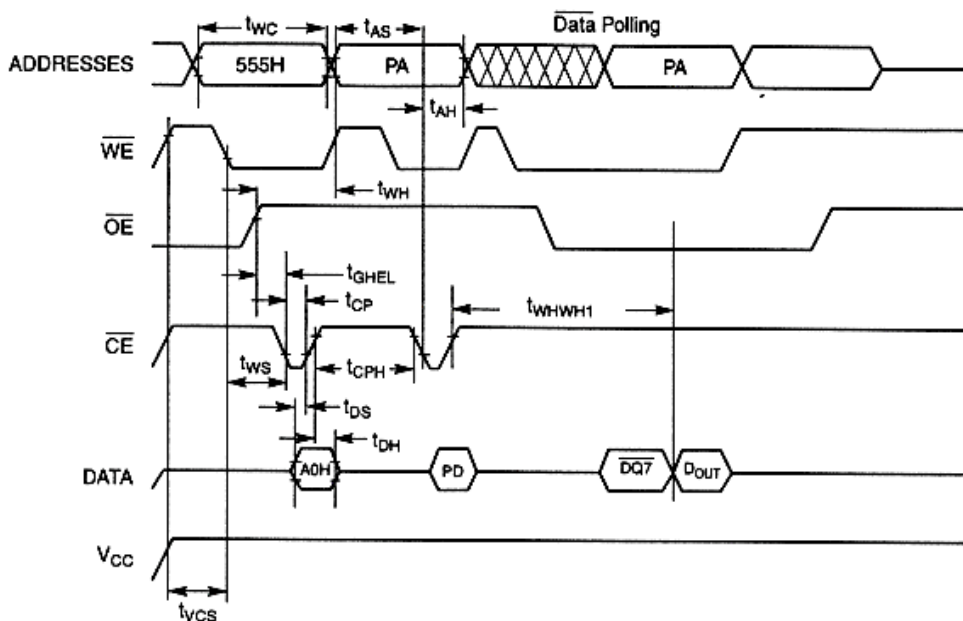 tWC
tAS
Data Polling
ADDRESSES
555H
PA
PA
tAH
WE
tWH
OE
tGHEL
tCP
tWHWH1
CE
tWS
tCPH
tDS
tDH
DATA
A0H
PD
DQ7
DOUT
VCC
tVCS